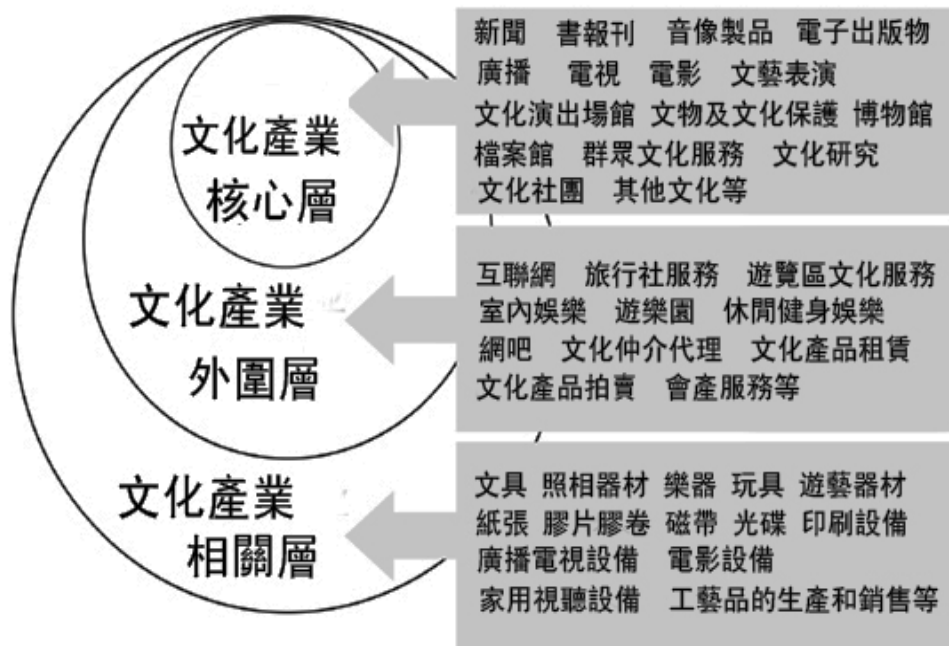 文化產業
核心層
新聞 書報刊 音像製品 電子出版物
廣播 電視 電影 文藝表演
文化演出場館 文物及文化保護 博物館
檔案館 群眾文化服務 文化研究
文化社團 其他文化等
文化產業
外圍層
互聯網 旅行社服務 遊覽區文化服務
室內娛樂 遊樂園 休閒健身娛樂
網吧 文化仲介代理 文化產品租賃
文化產品拍賣 會產服務等
文化產業
相關層
文具 照相器材 樂器 玩具 遊藝器材
紙張 膠片膠卷 磁帶 光碟 印刷設備
廣播電視設備 電影設備
家用視聽設備 工藝品的生產和銷售等